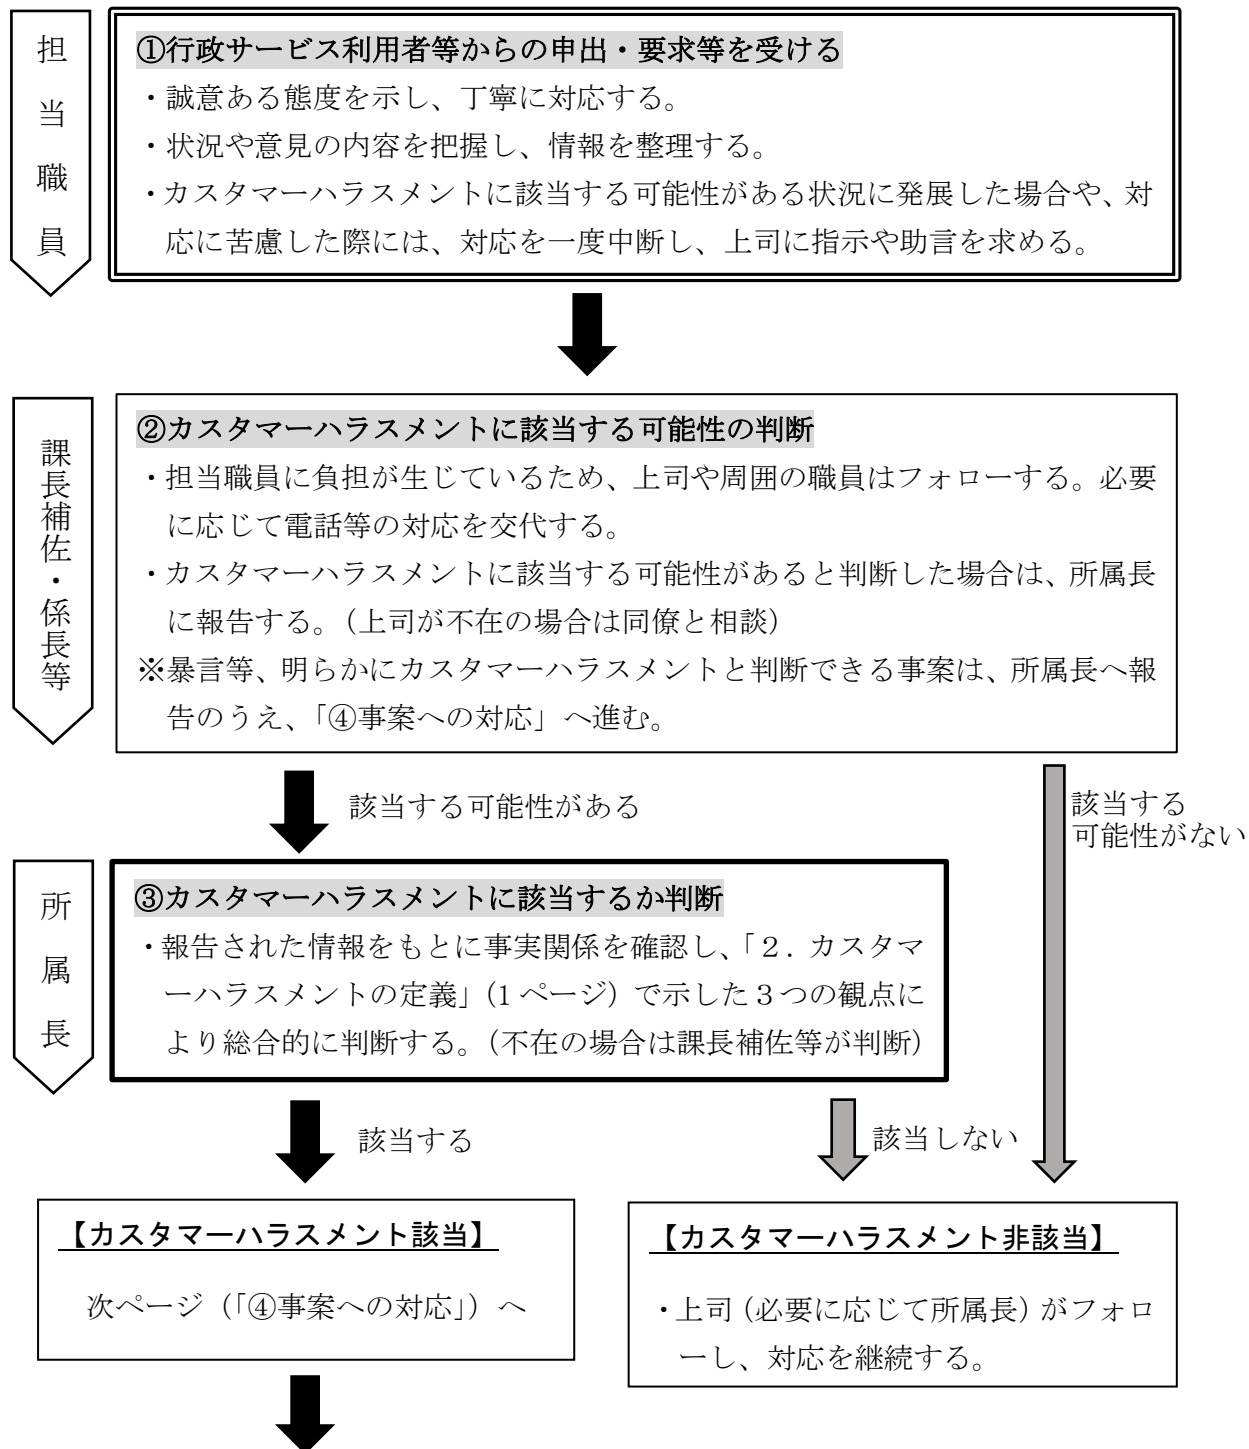 担当職員
①行政サービス利用者等からの申出・要求等を受ける
・誠意ある態度を示し、丁寧に対応する。
・状況や意見の内容を把握し、情報を整理する。
・カスタマーハラスメントに該当する可能性がある状況に発展した場合や、対
応に苦慮した際には、対応を一度中断し、上司に指示や助言を求める。
課長補佐・係長等
②カスタマーハラスメントに該当する可能性の判断
・担当職員に負担が生じているため、上司や周囲の職員はフォローする。必要
に応じて電話等の対応を交代する。
・カスタマーハラスメントに該当する可能性があると判断した場合は、所属長
に報告する。（上司が不在の場合は同僚と相談）
※暴言等、明らかにカスタマーハラスメントと判断できる事案は、所属長へ報
告のうえ、「④事案への対応」へ進む。
該当する可能性がある
該当する
可能性がない
所属長
③カスタマーハラスメントに該当するか判断
・報告された情報をもとに事実関係を確認し、「２．カスタマ
ーハラスメントの定義」（1 ページ）で示した３つの観点に
より総合的に判断する。（不在の場合は課長補佐等が判断）
該当する
該当しない
【カスタマーハラスメント該当】
次ページ（「④事案への対応」）へ
【カスタマーハラスメント非該当】
・上司（必要に応じて所属長）がフォロ
ーし、対応を継続する。